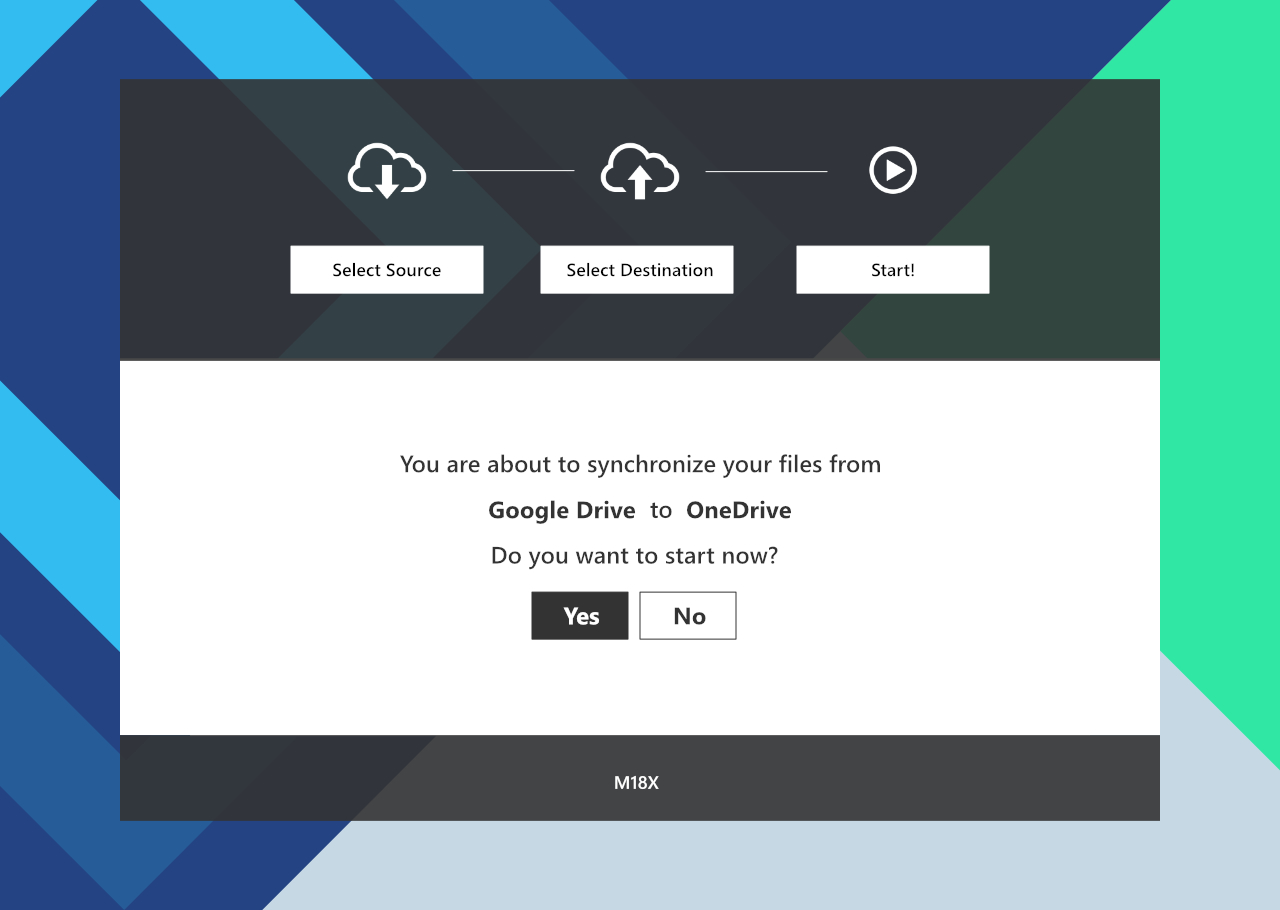 Select Source Select Destination Start!
You are about to synchronize your files from
Google Drive to OneDrive
Do you want to start now?
Yes No
M18X